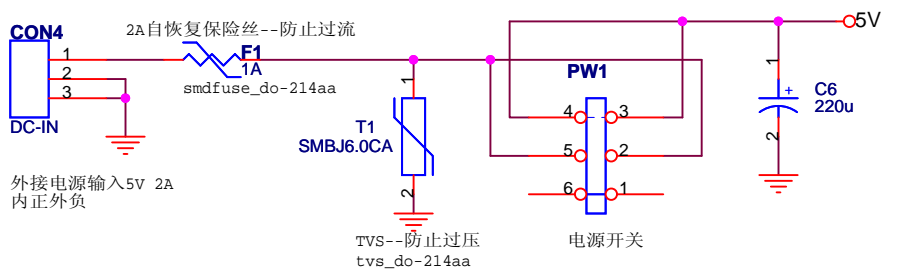 CON4
1
2
3
DC-IN
外接电源输入5V 2A
内正外负
2A自恢复保险丝--防止过流
F1
1A
smdfuse_do-214aa
1
T1
SMBJ6.0CA
2
TVS--防止过压
tvs_do-214aa
PW1
4
3
5
2
6
1
电源开关
5V
1
+
C6
220u
2